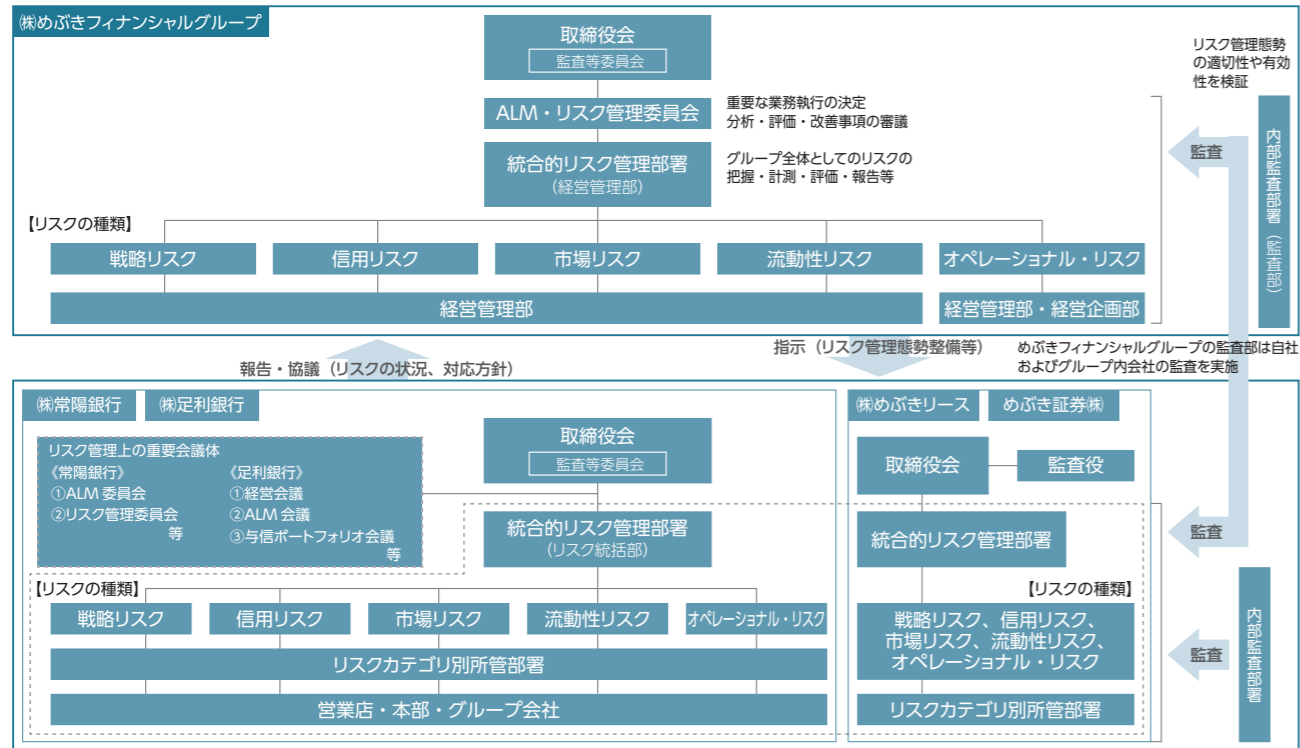 ㈱めぶきフィナンシャルグループ
取締役会
監査等委員会
リスク管理態勢
の適切性や有効
性を検証
ALM・リスク管理委員会
重要な業務執行の決定
分析・評価・改善事項の審議
統合的リスク管理部署
(経営管理部)
グループ全体としてのリスクの
把握・計測・評価・報告等
監査
内部監査部署(監査部)
【リスクの種類】
戦略リスク
信用リスク
市場リスク
流動性リスク
オペレーショナル・リスク
経営管理部
経営管理部・経営企画部
報告・協議(リスクの状況、対応方針)
指示(リスク管理態勢整備等)
めぶきフィナンシャルグループの監査部は自社
およびグループ内会社の監査を実施
㈱常陽銀行
㈱足利銀行
リスク管理上の重要会議体
《常陽銀行》
①ALM 委員会
②リスク管理委員会
等
《足利銀行》
①経営会議
②ALM 会議
③与信ポートフォリオ会議
等
取締役会
監査等委員会
統合的リスク管理部署
(リスク統括部)
【リスクの種類】
戦略リスク
信用リスク
市場リスク
流動性リスク
オペレーショナル・リスク
リスクカテゴリ別所管部署
営業店・本部・グループ会社
㈱めぶきリース
めぶき証券㈱
取締役会
監査役
統合的リスク管理部署
【リスクの種類】
戦略リスク、信用リスク、
市場リスク、流動性リスク、
オペレーショナル・リスク
リスクカテゴリ別所管部署
監査
監査
内部監査部署